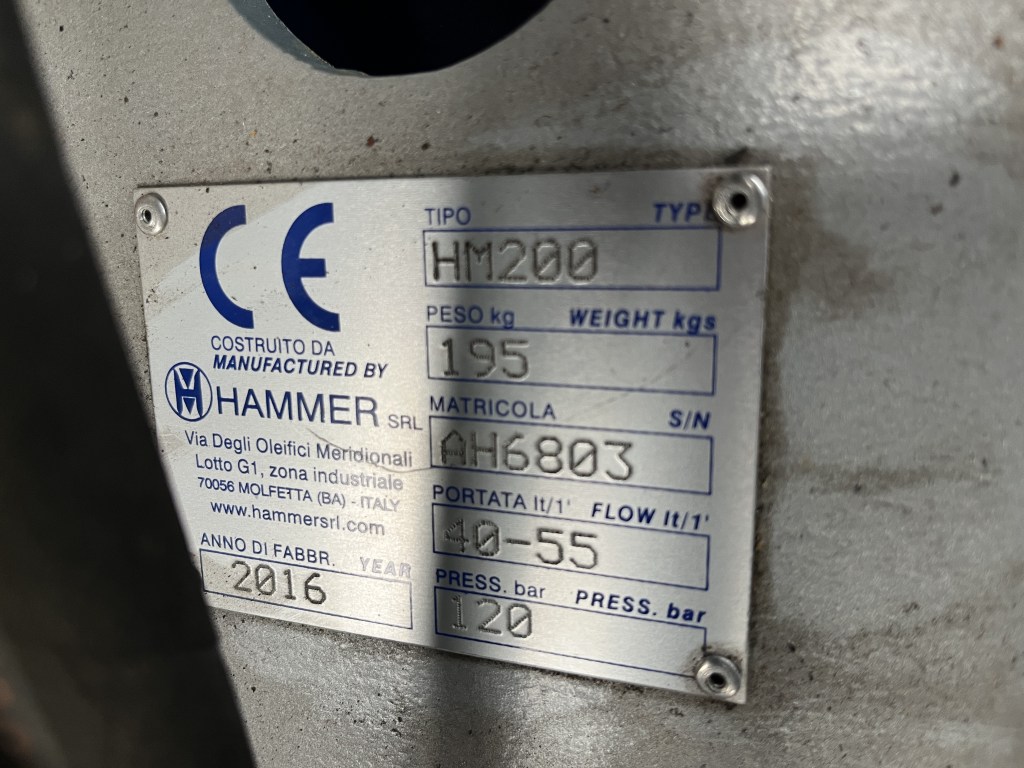 CE
COSTRUITO DA
MANUFACTURED BY
HAMMER SRL
Via Degli Oleifici Meridionali
Lotto G1, zona industriale
70056 MOLFETTA (BA) - ITALY
www.hammersrl.com
ANNO DI FABBR. YEAR
2016
TIPO TYPE
HM200
PESO kg WEIGHT kgs
195
MATRICOLA S/N
AH6803
PORTATA lt/1' FLOW lt/1'
40-55
PRESS. bar PRESS. bar
120